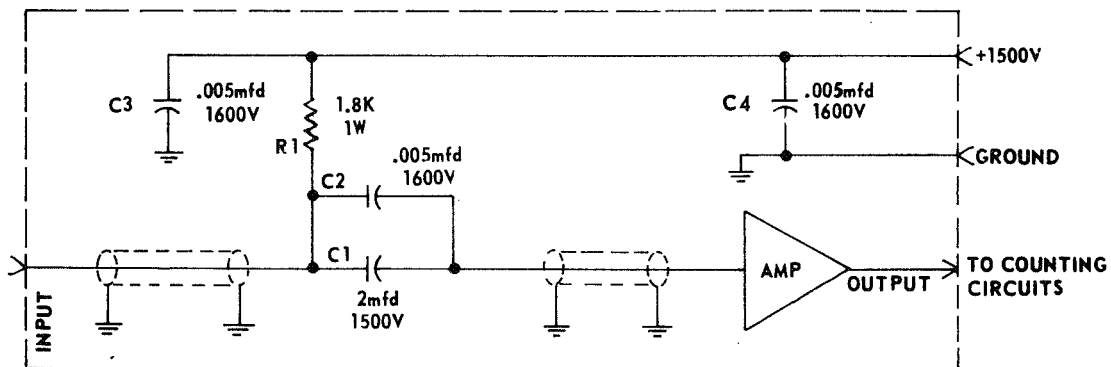 +1500V
C3
.005mfd
1600V
1.8K
1W
R1
C4
.005mfd
1600V
GROUND
C2
.005mfd
1600V
C1
2mfd
1500V
INPUT
AMP
OUTPUT
TO COUNTING
CIRCUITS